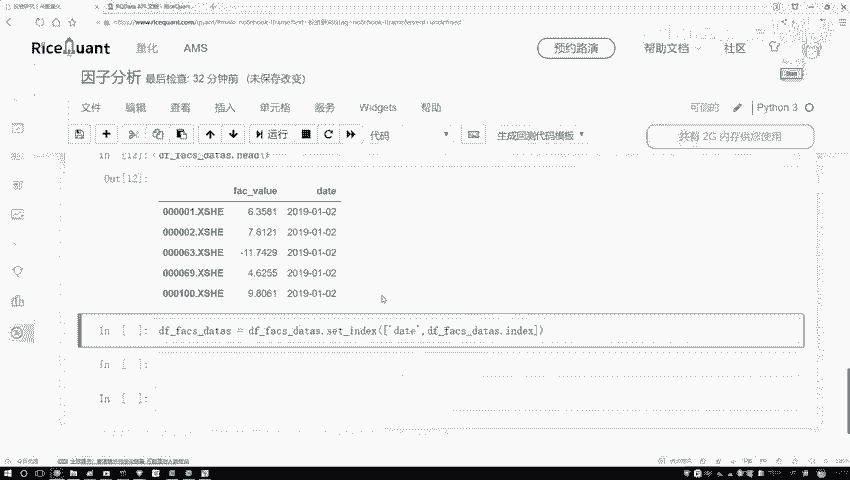 RiceQuant
量化
AMS
预约路演
帮助文档
社区
因子分析 最后检查: 32 分钟前 (未保存改变)
文件 编辑 查看 插入 单元格 服务 Widgets 帮助
可信的
Python 3
运行
代码
生成回测代码模板
共有 2G 内存供您使用
In [12]: df_facs_datas.head()
Out[12]:
fac_value date
000001.XSHE 6.3581 2019-01-02
000002.XSHE 7.8121 2019-01-02
000063.XSHE -11.7429 2019-01-02
000069.XSHE 4.6255 2019-01-02
000100.XSHE 9.8061 2019-01-02
In [ ]: df_facs_datas = df_facs_datas.set_index(['date',df_facs_datas.index])
In [ ]:
In [ ]: